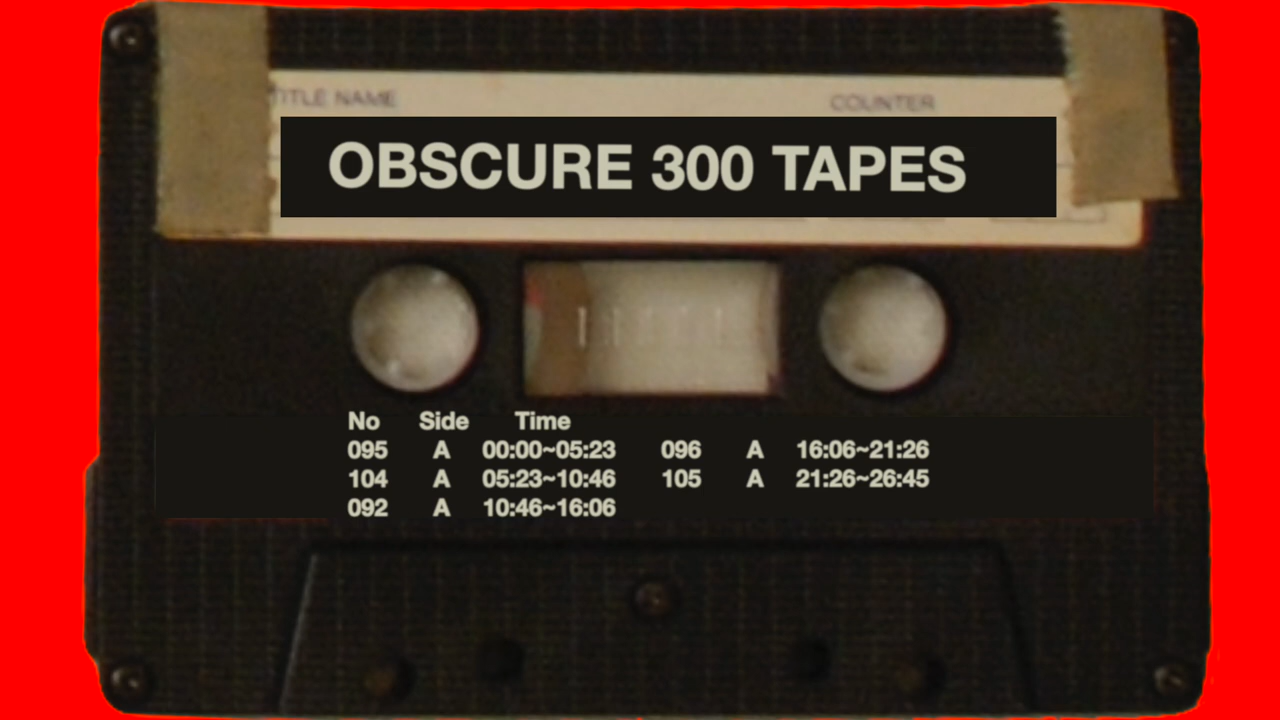 TITLE NAME COUNTER
OBSCURE 300 TAPES
No Side Time
095 A 00:00~05:23 096 A 16:06~21:26
104 A 05:23~10:46 105 A 21:26~26:45
092 A 10:46~16:06